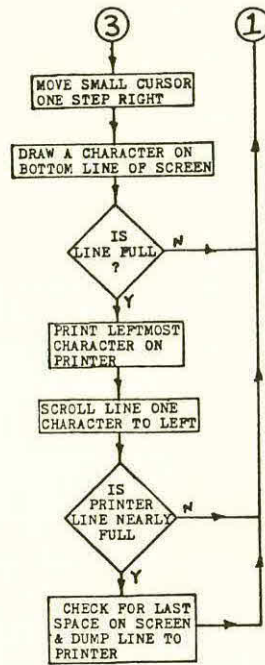 3
1
MOVE SMALL CURSOR
ONE STEP RIGHT
DRAW A CHARACTER ON
BOTTOM LINE OF SCREEN
IS
LINE FULL
?
N
Y
PRINT LEFTMOST
CHARACTER ON
PRINTER
SCROLL LINE ONE
CHARACTER TO LEFT
IS
PRINTER
LINE NEARLY
FULL
N
Y
CHECK FOR LAST
SPACE ON SCREEN
& DUMP LINE TO
PRINTER